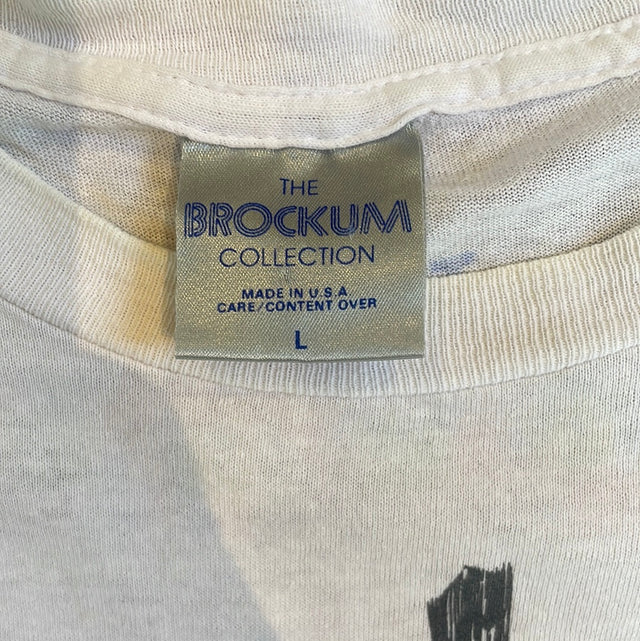 THE
BROCKUM
COLLECTION
MADE IN U.S.A
CARE/CONTENT OVER
L